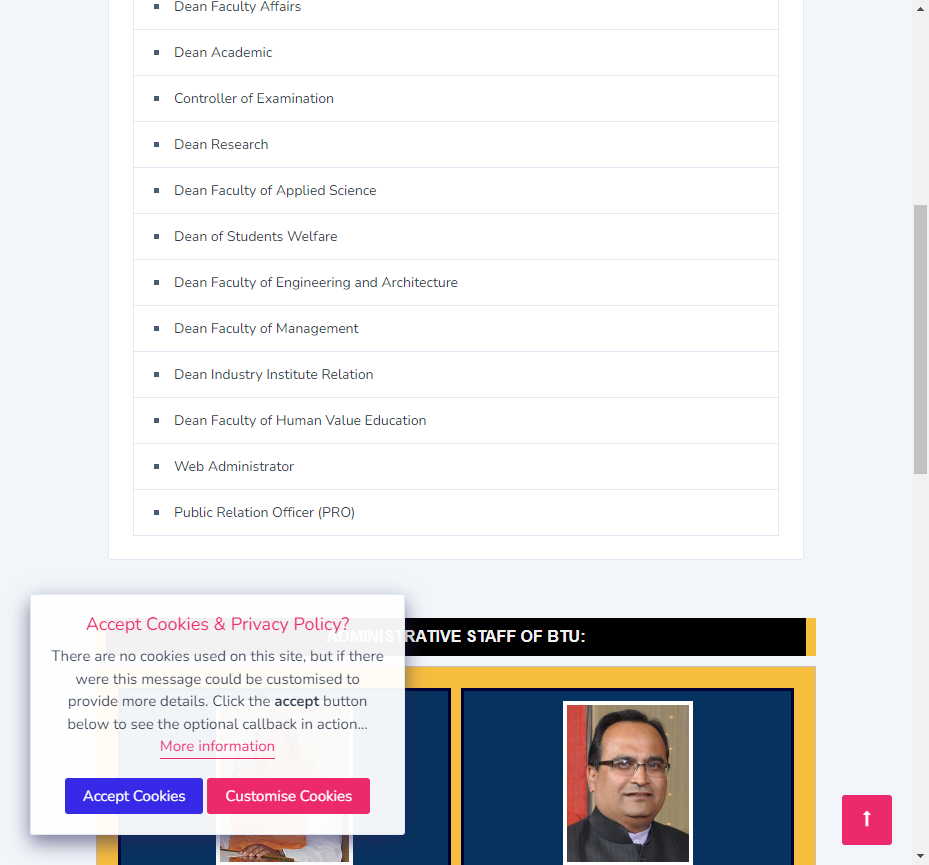 Dean Faculty Affairs
Dean Academic
Controller of Examination
Dean Research
Dean Faculty of Applied Science
Dean of Students Welfare
Dean Faculty of Engineering and Architecture
Dean Faculty of Management
Dean Industry Institute Relation
Dean Faculty of Human Value Education
Web Administrator
Public Relation Officer (PRO)
ADMINISTRATIVE STAFF OF BTU:
Accept Cookies & Privacy Policy?
There are no cookies used on this site, but if there
were this message could be customised to
provide more details. Click the accept button
below to see the optional callback in action...
More information
Accept Cookies
Customise Cookies